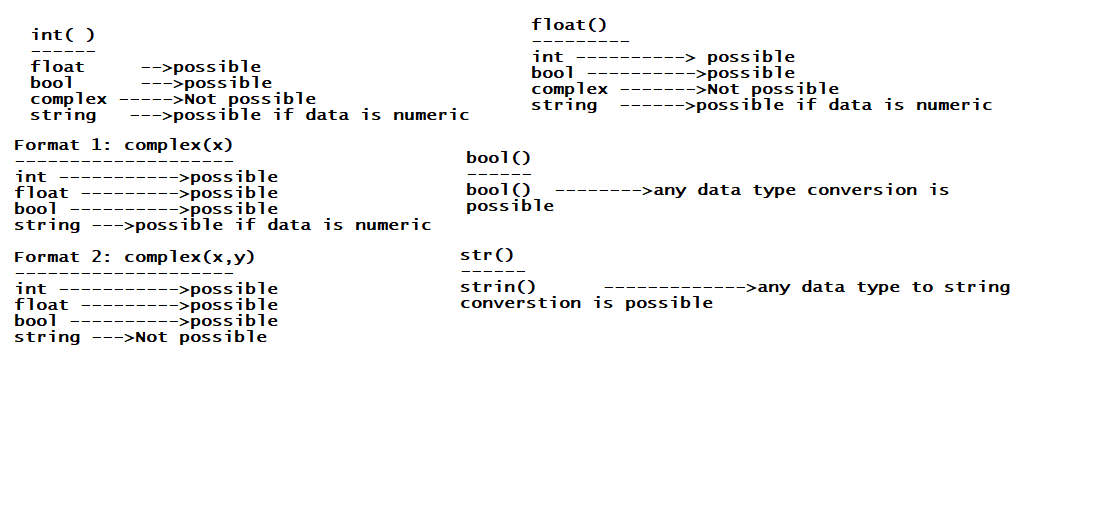 int( )
------
float     -->possible
bool      --->possible
complex ----->Not possible
string   --->possible if data is numeric
float()
---------
int ----------> possible
bool ---------->possible
complex ------->Not possible
string  ------>possible if data is numeric
Format 1: complex(x)
--------------------
int ----------->possible
float --------->possible
bool ---------->possible
string --->possible if data is numeric
bool()
------
bool()  -------->any data type conversion is
possible
Format 2: complex(x,y)
--------------------
int ----------->possible
float --------->possible
bool ---------->possible
string --->Not possible
str()
------
strin()      ------------->any data type to string
converstion is possible